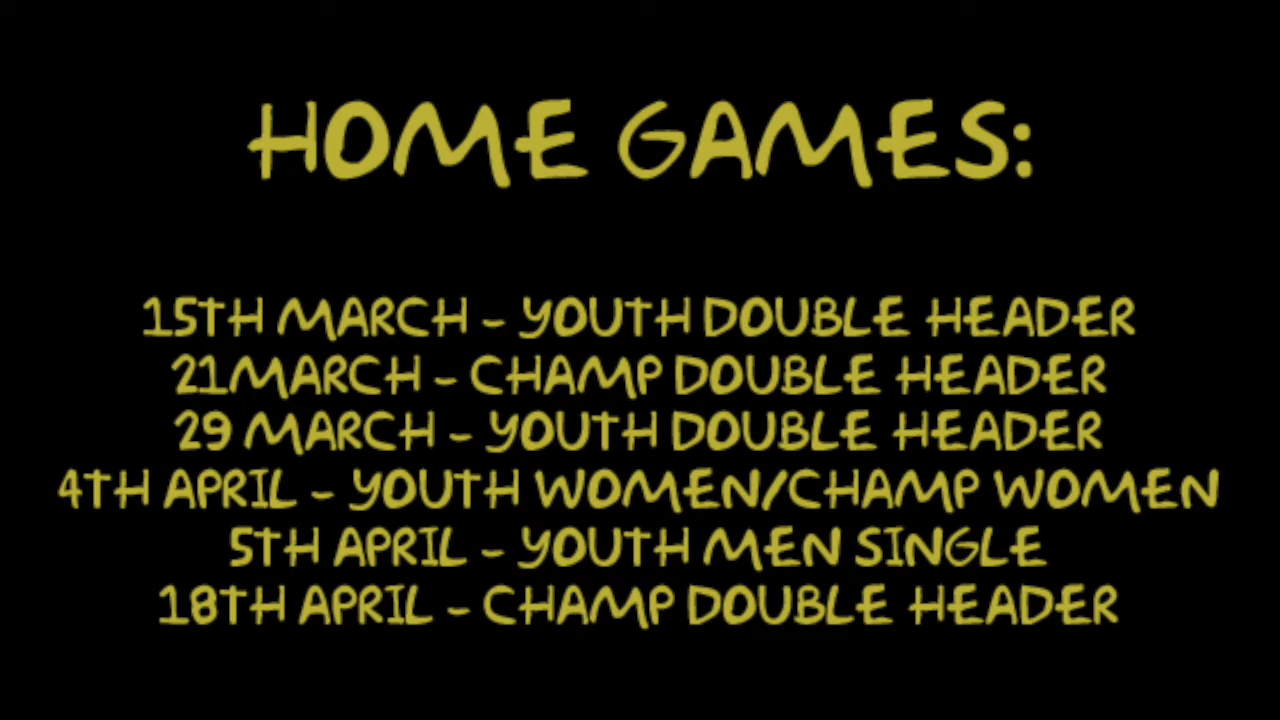 HOME GAMES:
15TH MARCH - YOUTH DOUBLE HEADER
21MARCH - CHAMP DOUBLE HEADER
29 MARCH - YOUTH DOUBLE HEADER
4TH APRIL - YOUTH WOMEN/CHAMP WOMEN
5TH APRIL - YOUTH MEN SINGLE
18TH APRIL - CHAMP DOUBLE HEADER